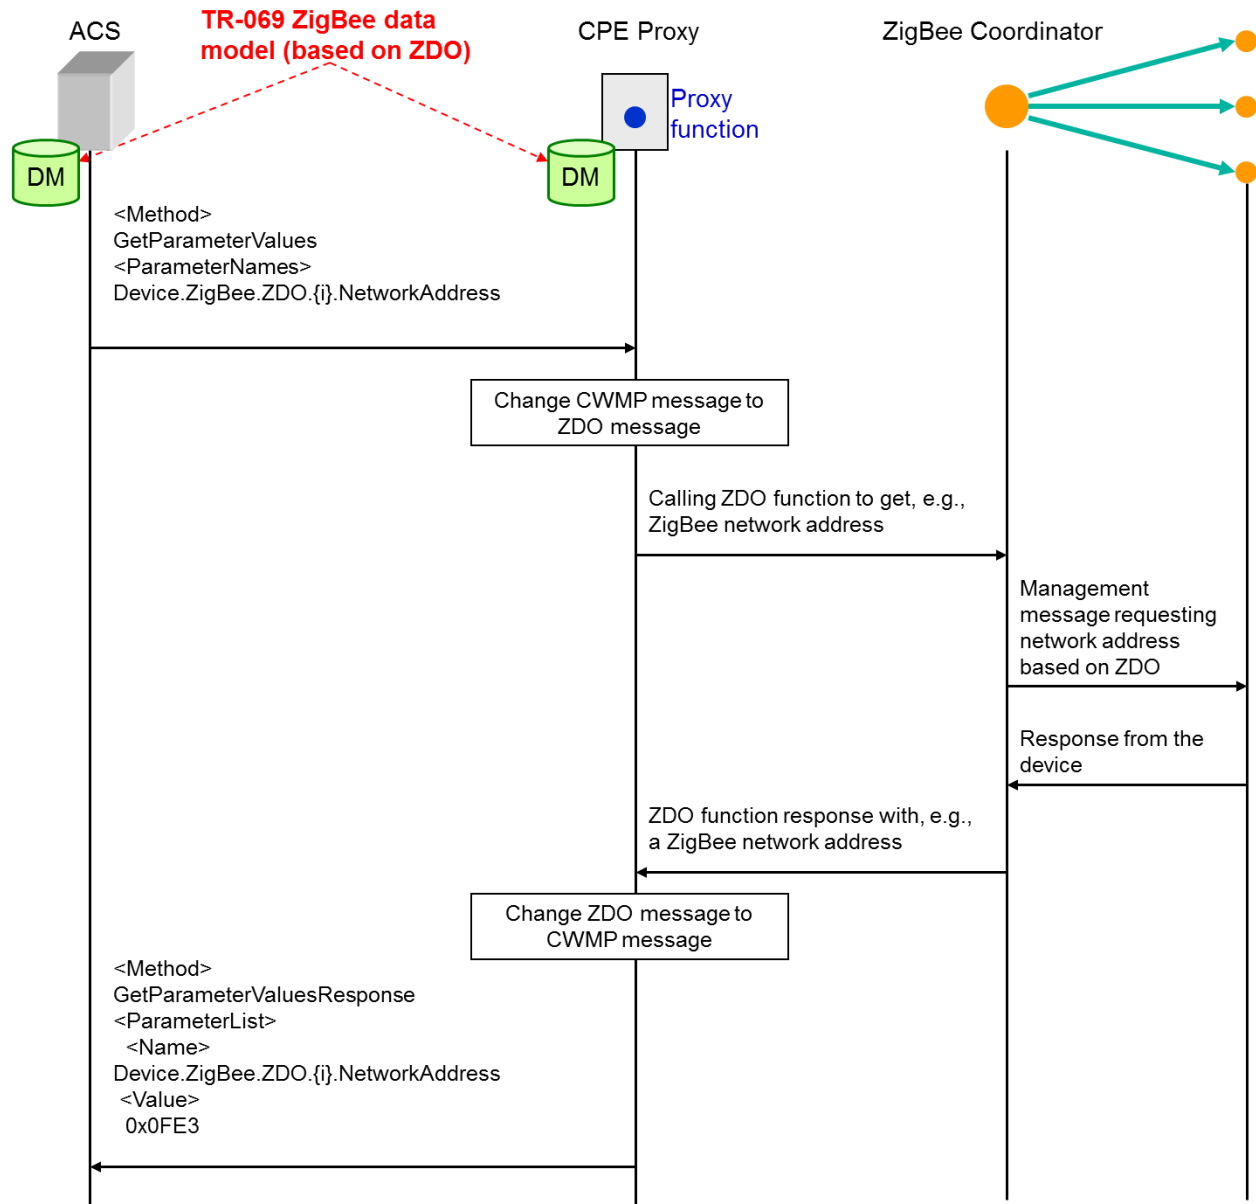 ACS
TR-069 ZigBee data
model (based on ZDO)
CPE Proxy
ZigBee Coordinator
Proxy
function
DM
DM
<Method>
GetParameterValues
<ParameterNames>
Device.ZigBee.ZDO.{i}.NetworkAddress
Change CWMP message to
ZDO message
Calling ZDO function to get, e.g.,
ZigBee network address
Management
message requesting
network address
based on ZDO
Response from the
device
ZDO function response with, e.g.,
a ZigBee network address
Change ZDO message to
CWMP message
<Method>
GetParameterValuesResponse
<ParameterList>
<Name>
Device.ZigBee.ZDO.{i}.NetworkAddress
<Value>
0x0FE3